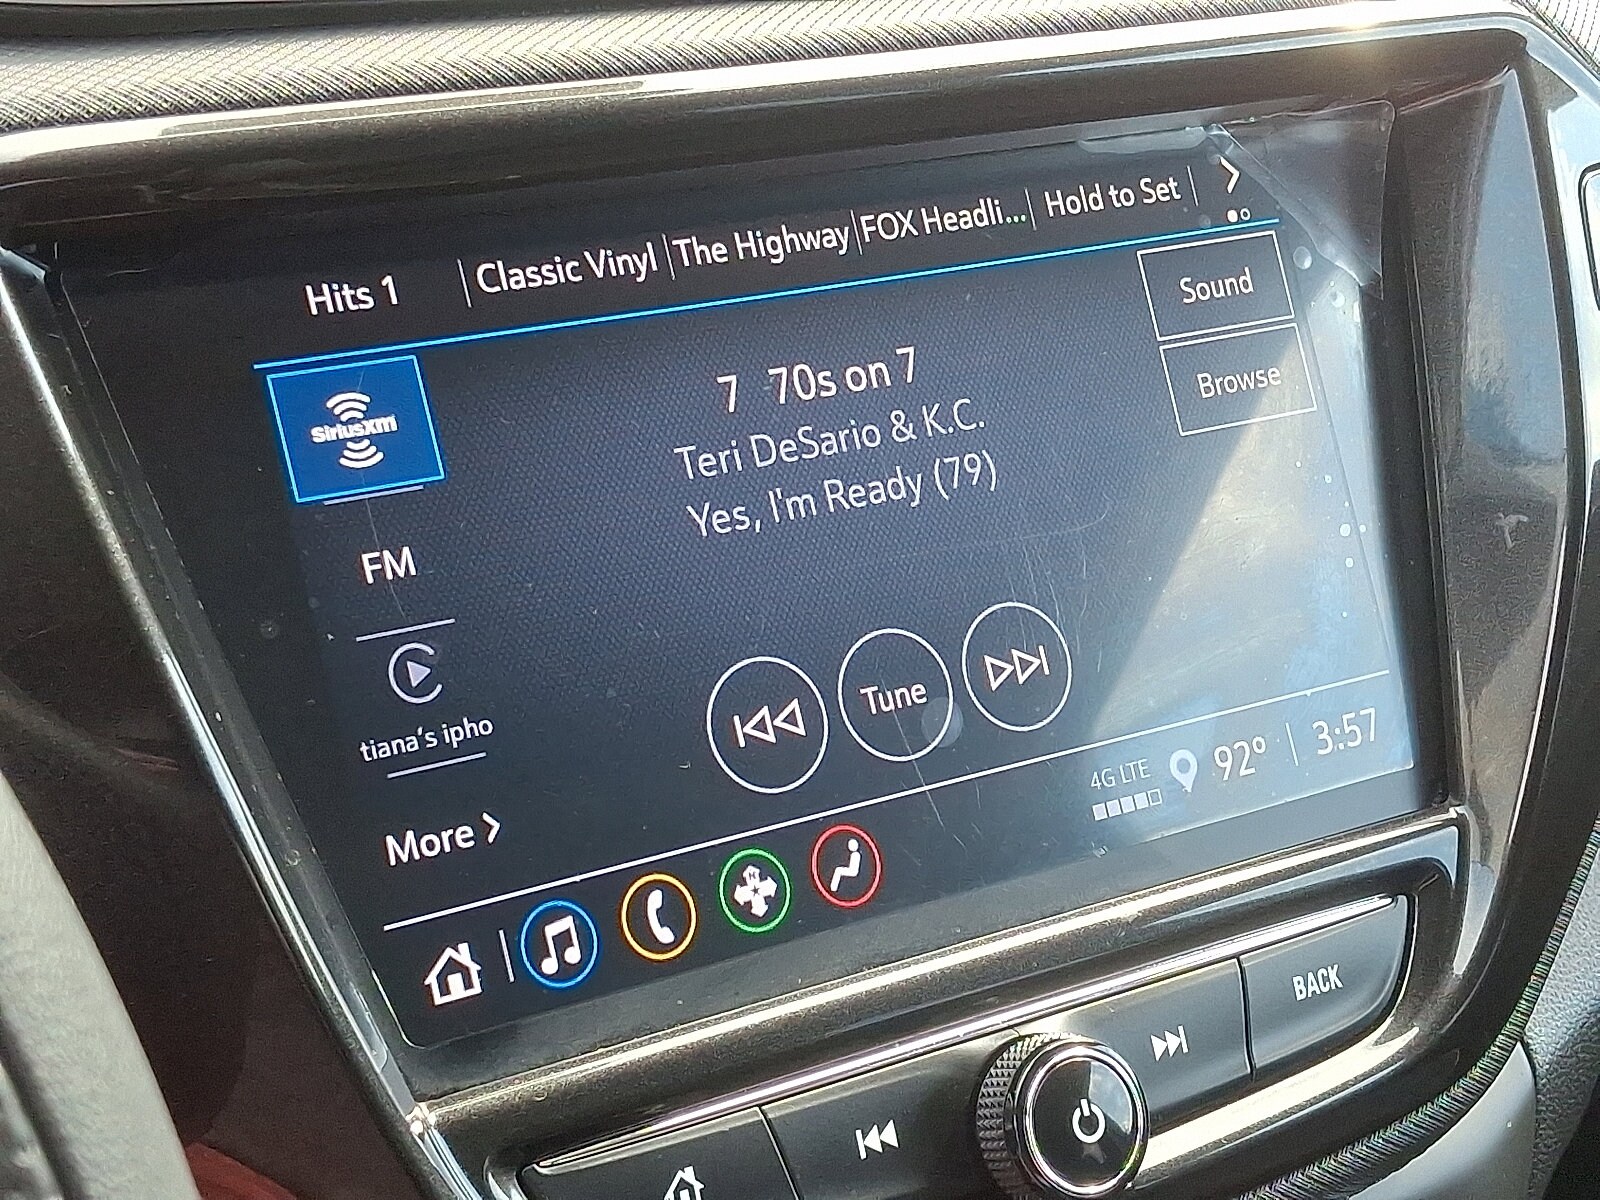 Hits 1 | Classic Vinyl | The Highway | FOX Headli... | Hold to Set
SiriusXM
7 70s on 7
Teri DeSario & K.C.
Yes, I'm Ready (79)
Sound
Browse
FM
tiana's ipho
Tune
More
4G LTE
92° | 3:57
N
BACK